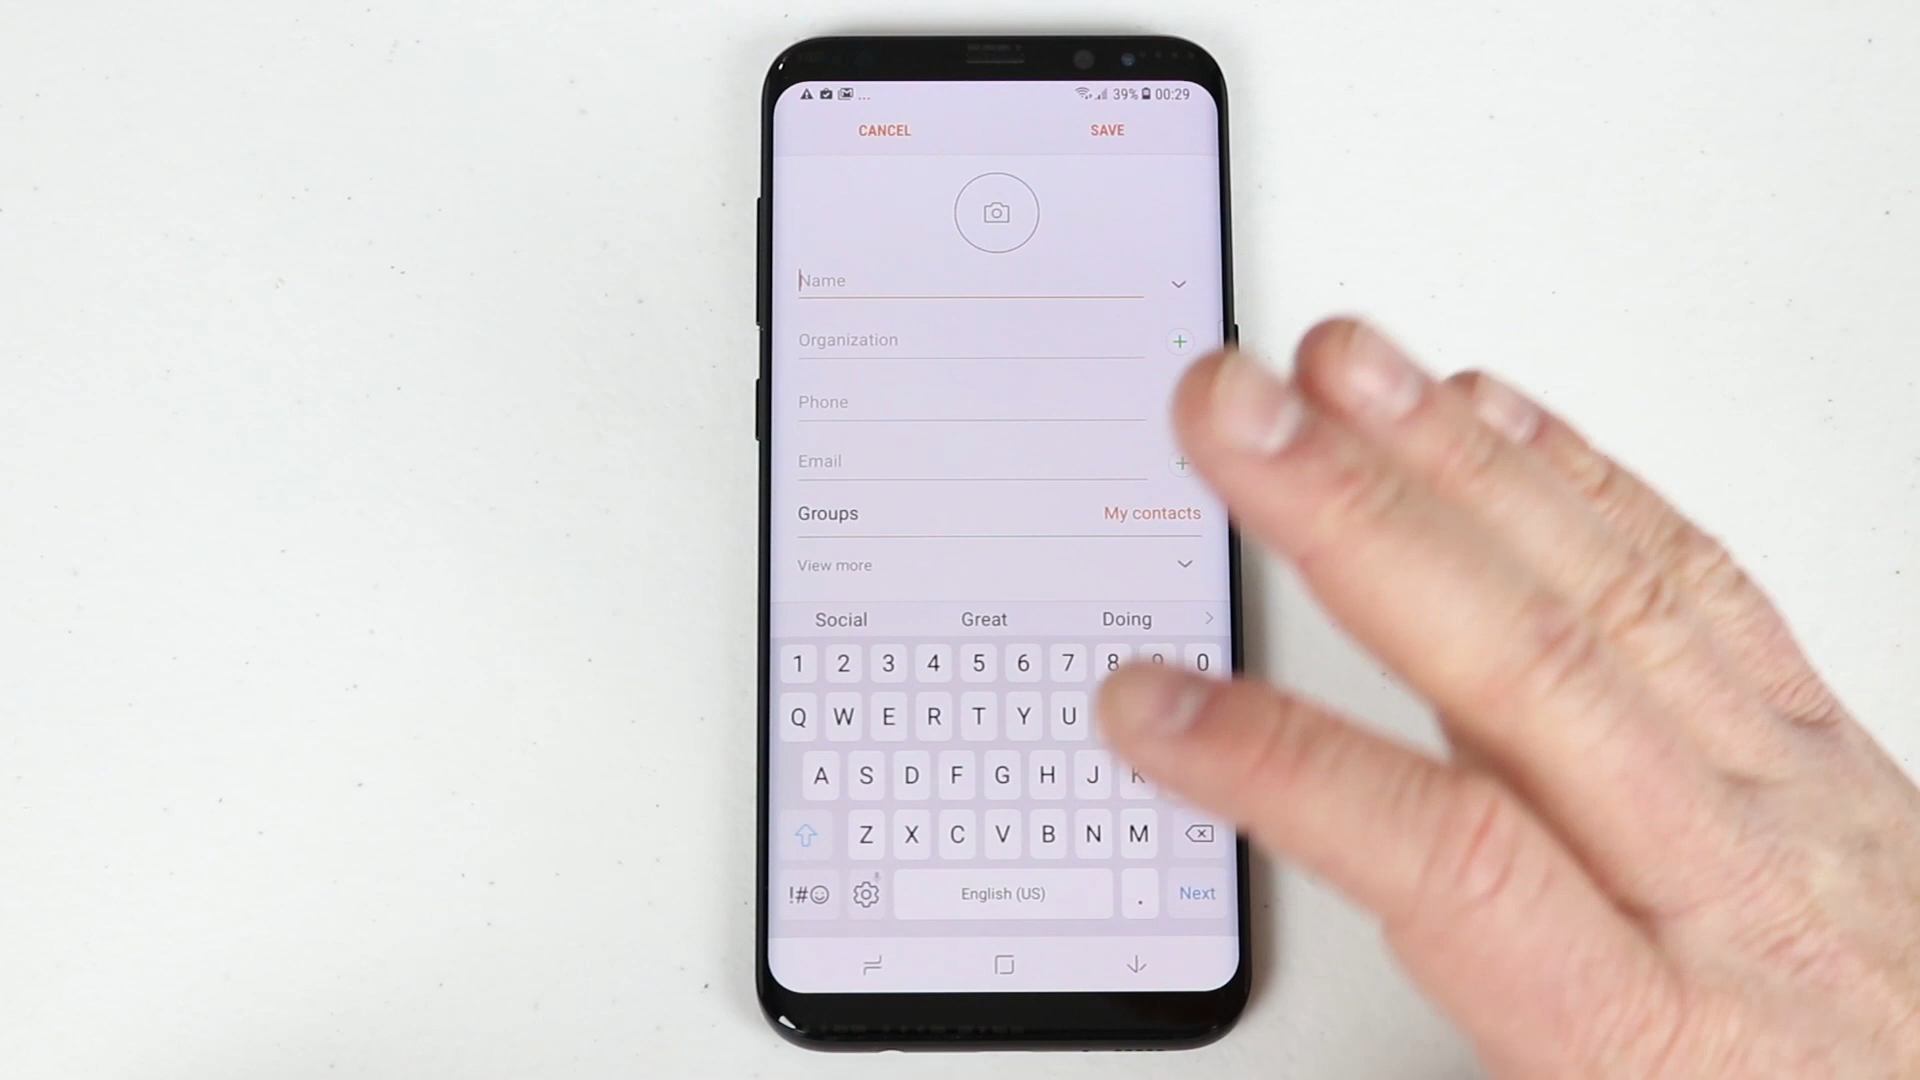 ... 39% 00:29
CANCEL SAVE
Name
Organization
Phone
Email
Groups My contacts
View more
Social Great Doing
1 2 3 4 5 6 7 8 9 0
Q W E R T Y U
A S D F G H J K
Z X C V B N M
!#☺ English (US) . Next